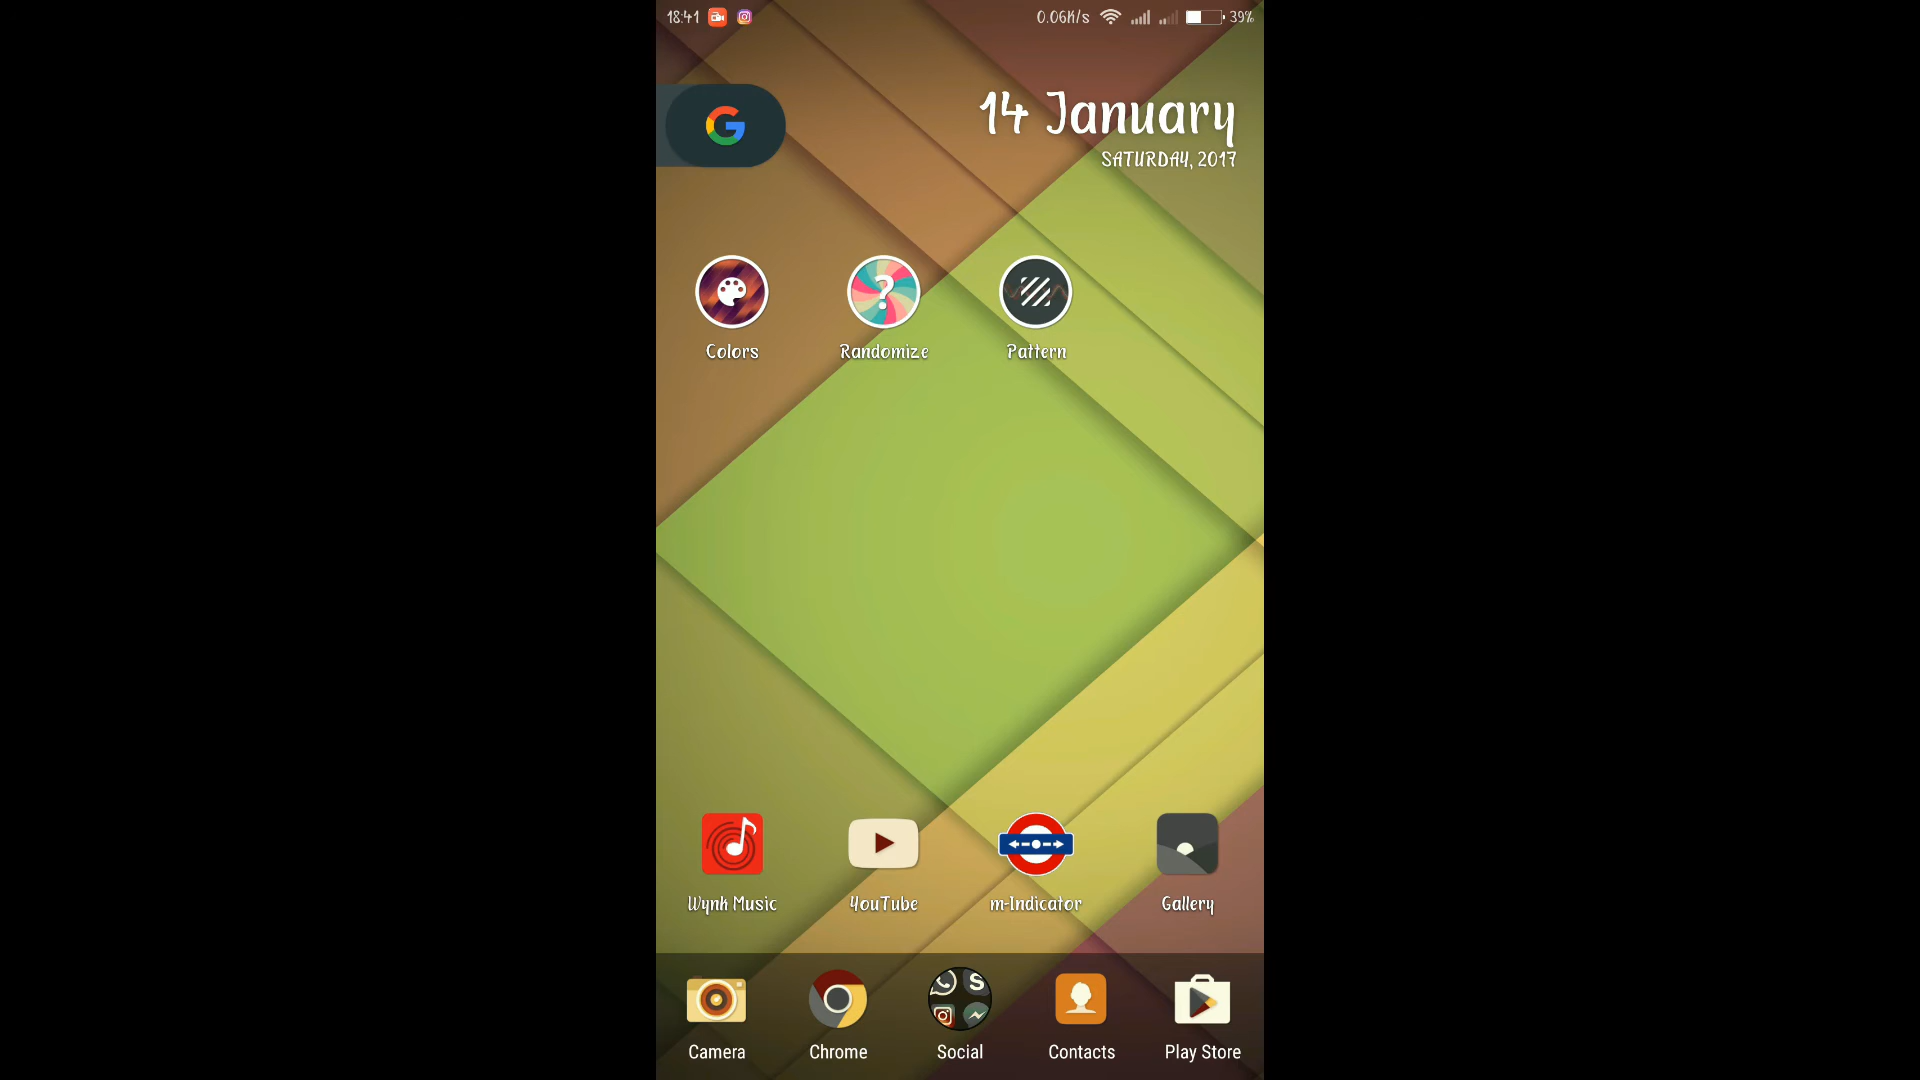 18:41 0.06K/s 39%
14 January
SATURDAY, 2017
Colors Randomize Pattern
Wynk Music YouTube m-Indicator Gallery
Camera Chrome Social Contacts Play Store